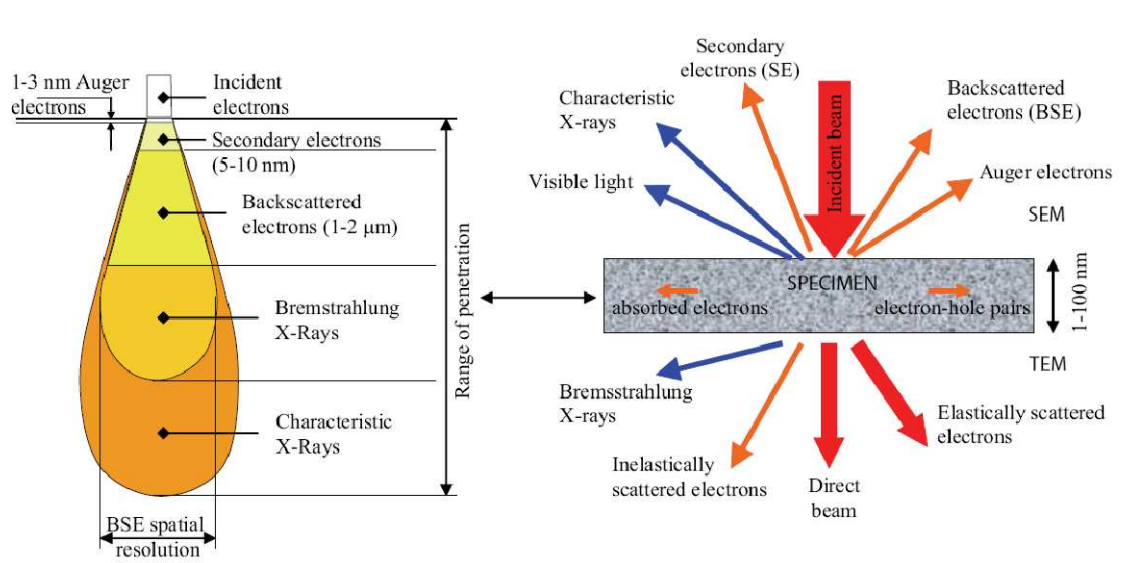 1-3 nm Auger
electrons
Incident
electrons
Secondary electrons
(5-10 nm)
Backscattered
electrons (1-2 μm)
Bremstrahlung
X-Rays
Characteristic
X-Rays
BSE spatial
resolution
Range of penetration
Secondary
electrons (SE)
Characteristic
X-rays
Visible light
Incident beam
Backscattered
electrons (BSE)
Auger electrons
SEM
SPECIMEN
absorbed electrons
electron-hole pairs
1-100 nm
TEM
Bremsstrahlung
X-rays
Inelastically
scattered electrons
Direct
beam
Elastically scattered
electrons